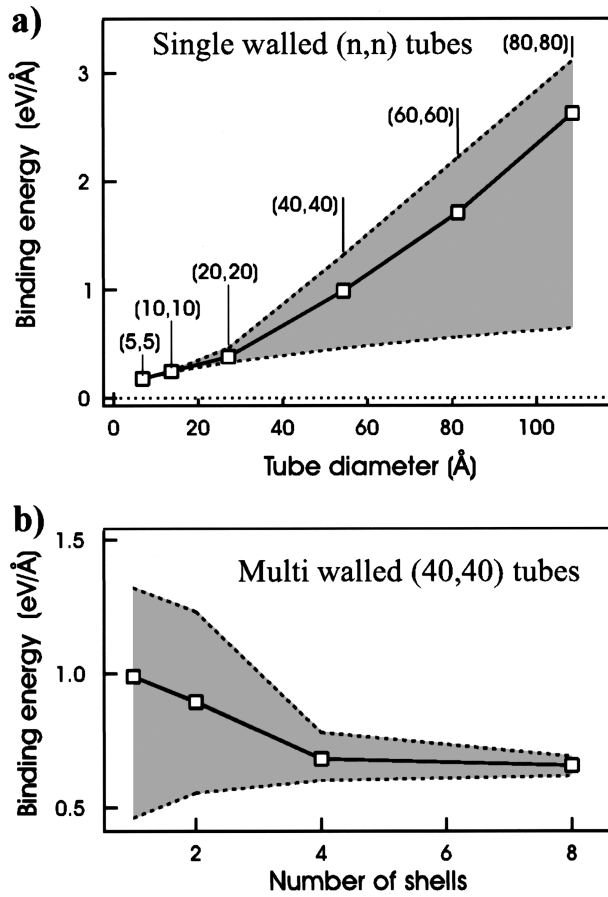 a)
Single walled (n,n) tubes
(80,80)
3
(60,60)
2
(40,40)
(20,20)
1
(10,10)
(5,5)
0
Binding energy (eV/Å)
0 20 40 60 80 100
Tube diameter (Å)
b)
1.5
Multi walled (40,40) tubes
1.0
0.5
Binding energy (eV/Å)
2 4 6 8
Number of shells